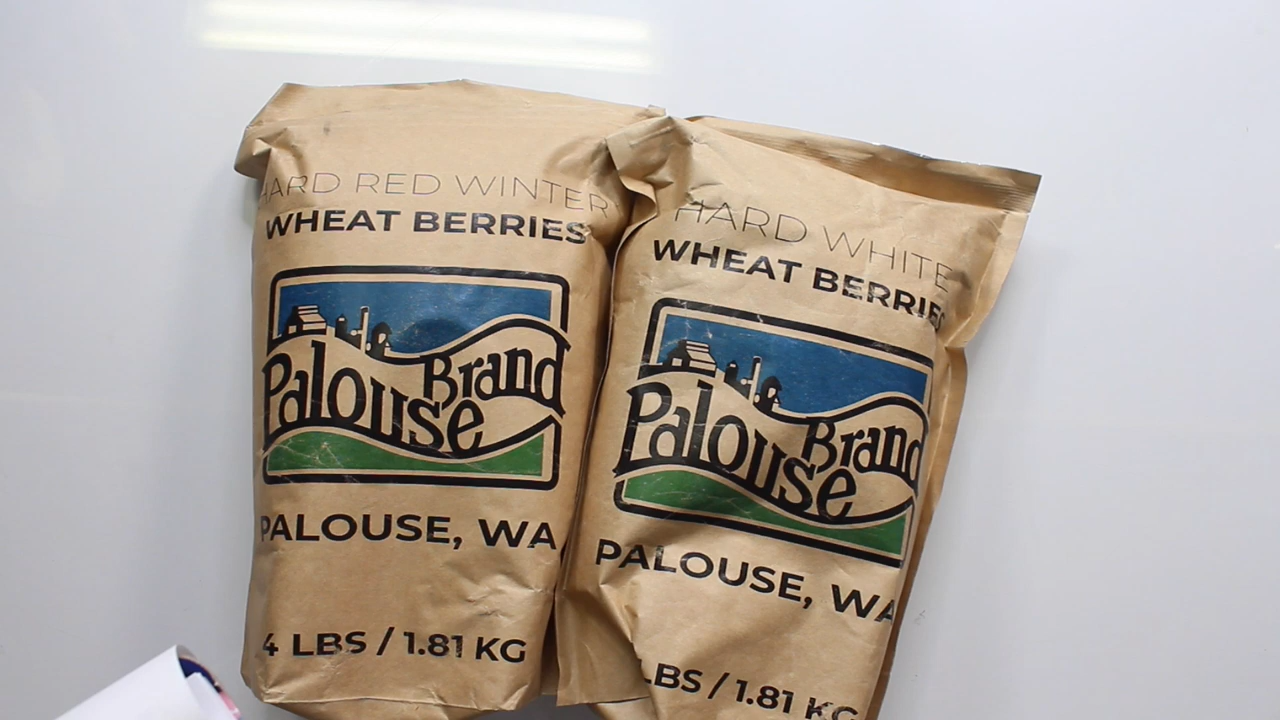 HARD RED WINTER
WHEAT BERRIES
Palouse Brand
PALOUSE, WA
4 LBS / 1.81 KG
HARD WHITE
WHEAT BERRIES
Palouse Brand
PALOUSE, WA
LBS / 1.81 KG